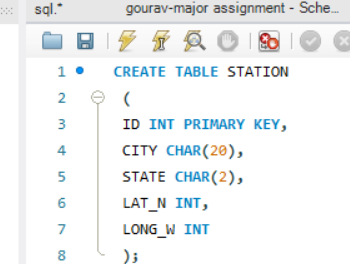 sql.*
gourav-major assignment - Sche...
1 CREATE TABLE STATION
2 (
3 ID INT PRIMARY KEY,
4 CITY CHAR(20),
5 STATE CHAR(2),
6 LAT_N INT,
7 LONG_W INT
8 );